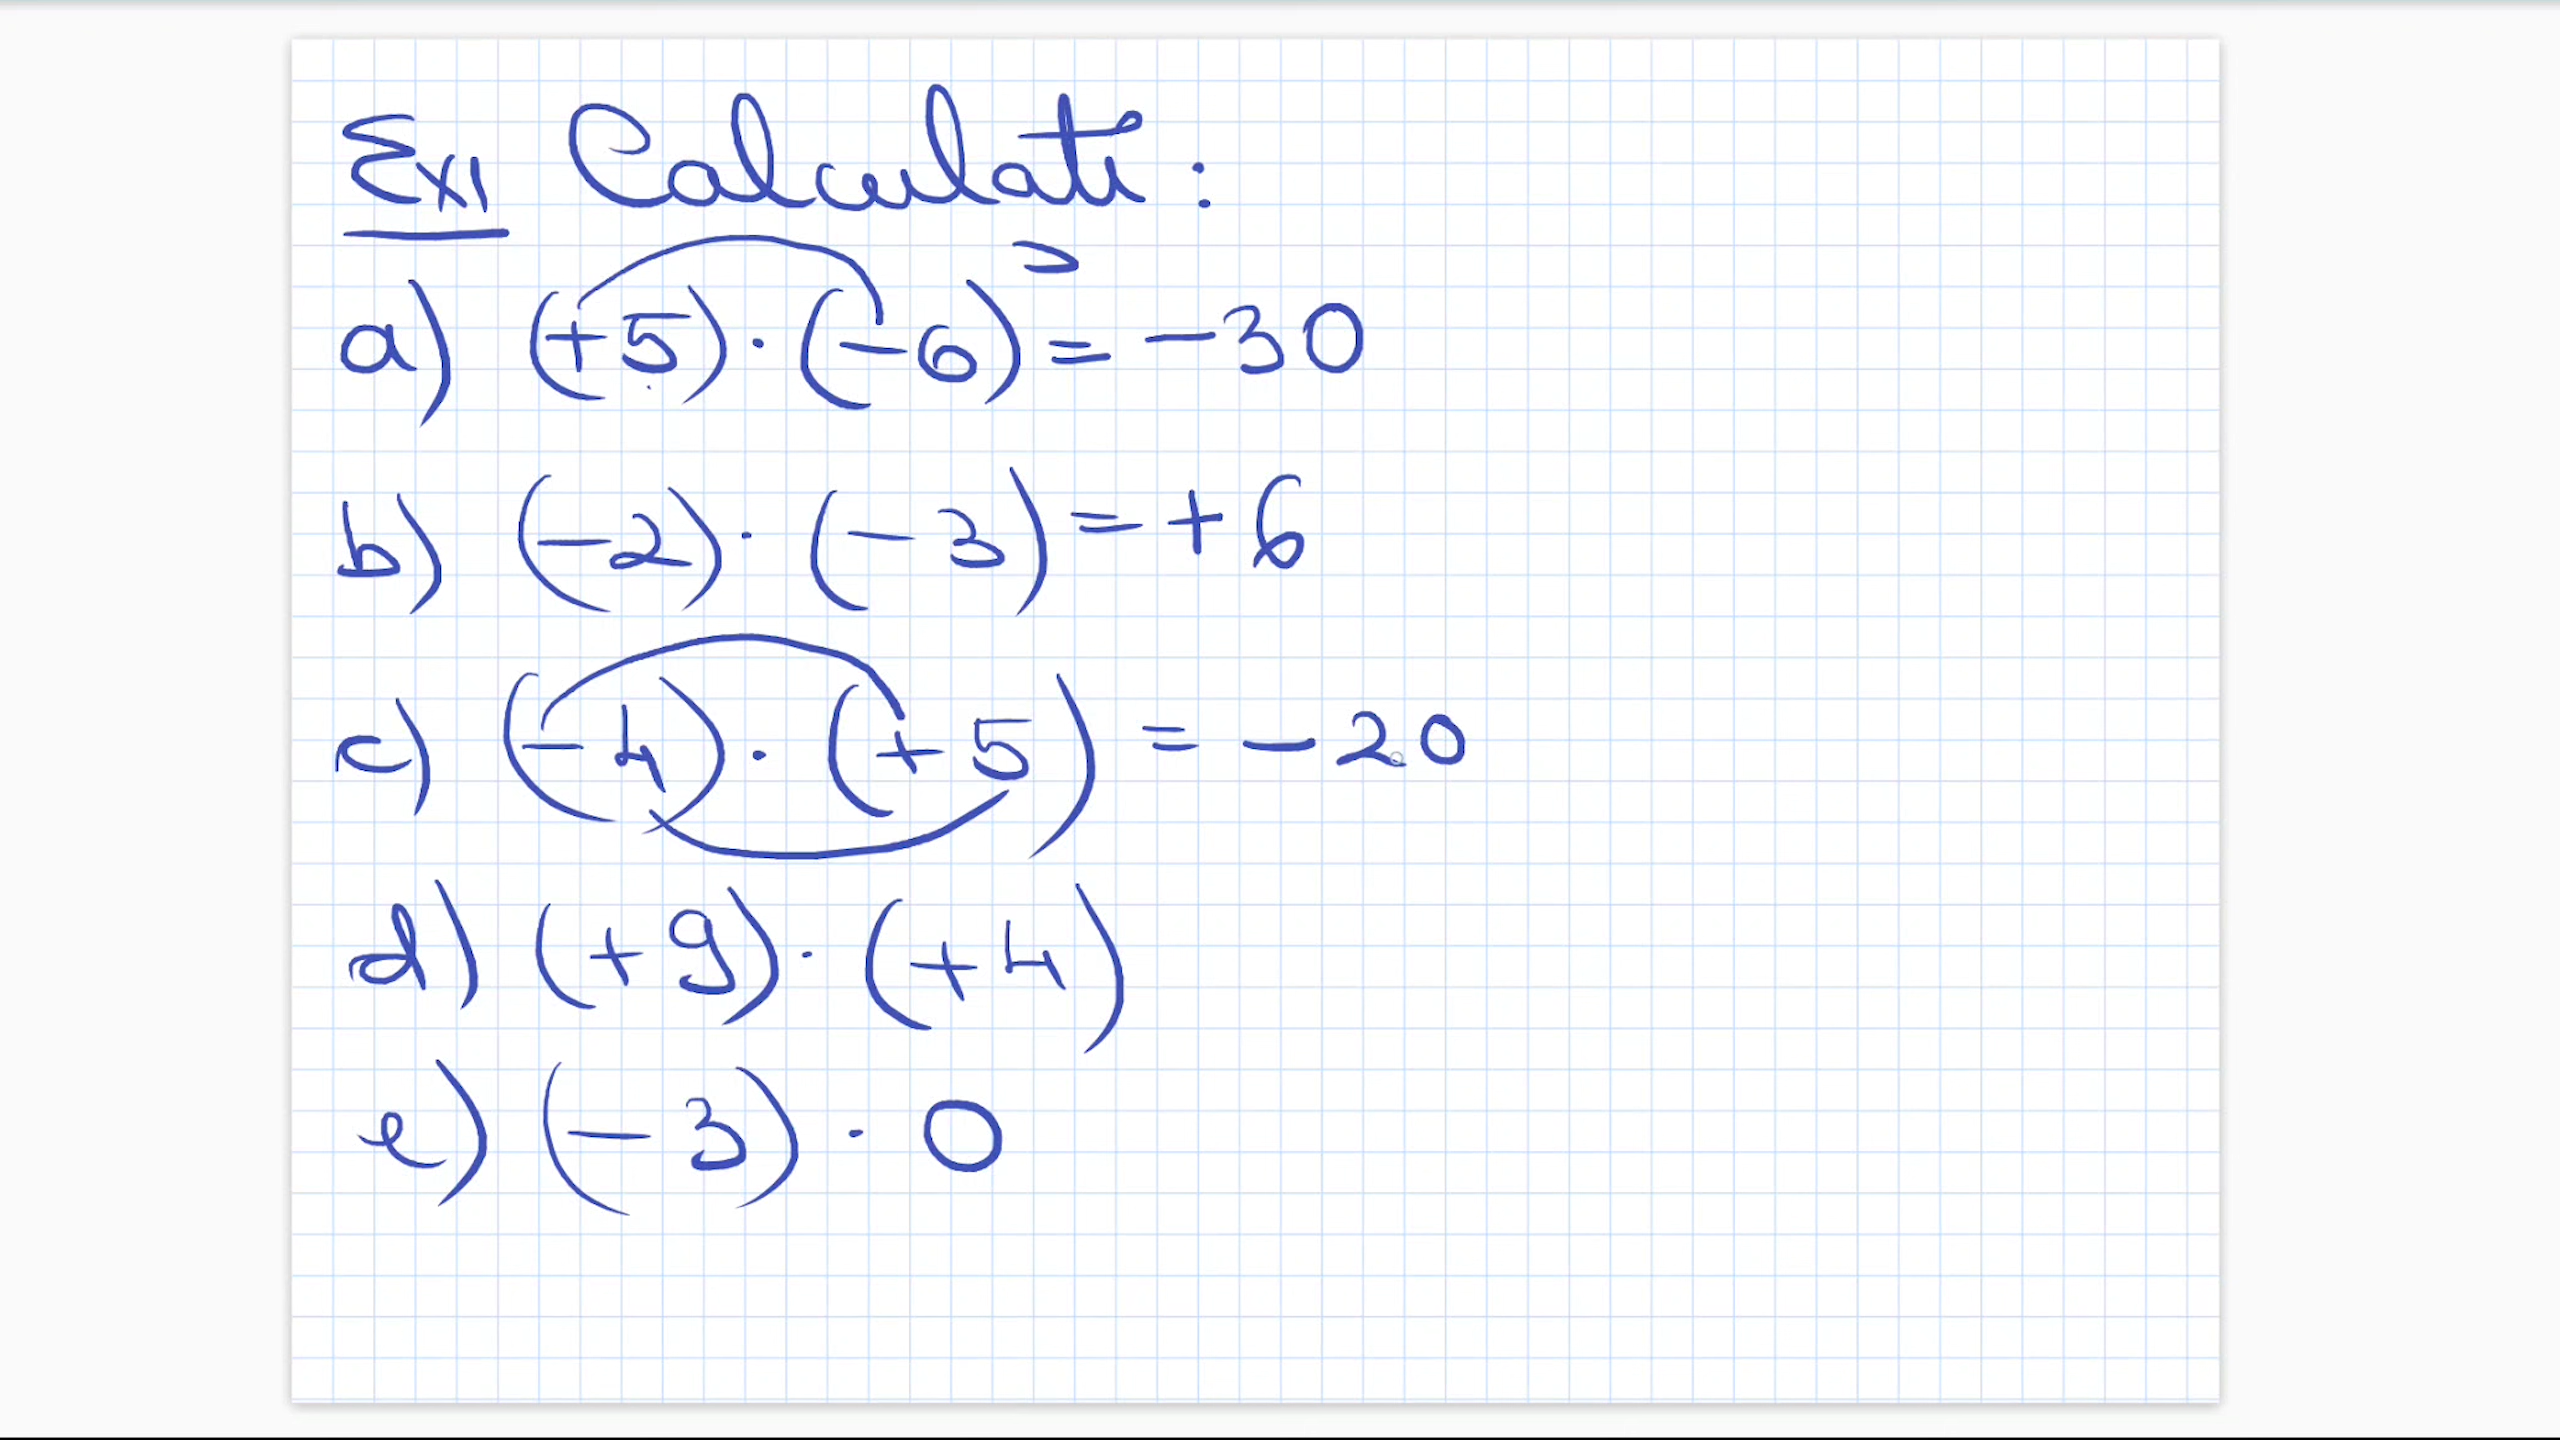 Ex1 Calculati:
a) (+5)·(-6) = -30
b) (-2)·(-3) = +6
c) (-4)·(+5) = -20
d) (+9)·(+4)
e) (-3)·0